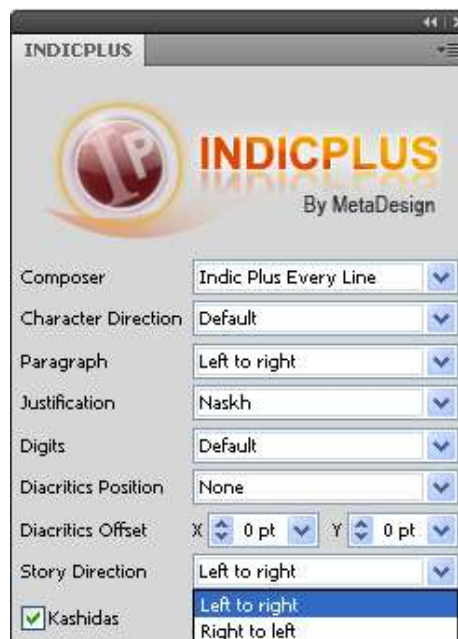 INDICPLUS
IP INDICPLUS
By MetaDesign
Composer Indic Plus Every Line
Character Direction Default
Paragraph Left to right
Justification Naskh
Digits Default
Diacritics Position None
Diacritics Offset X 0 pt Y 0 pt
Story Direction Left to right
Left to right
Kashidas
Right to left